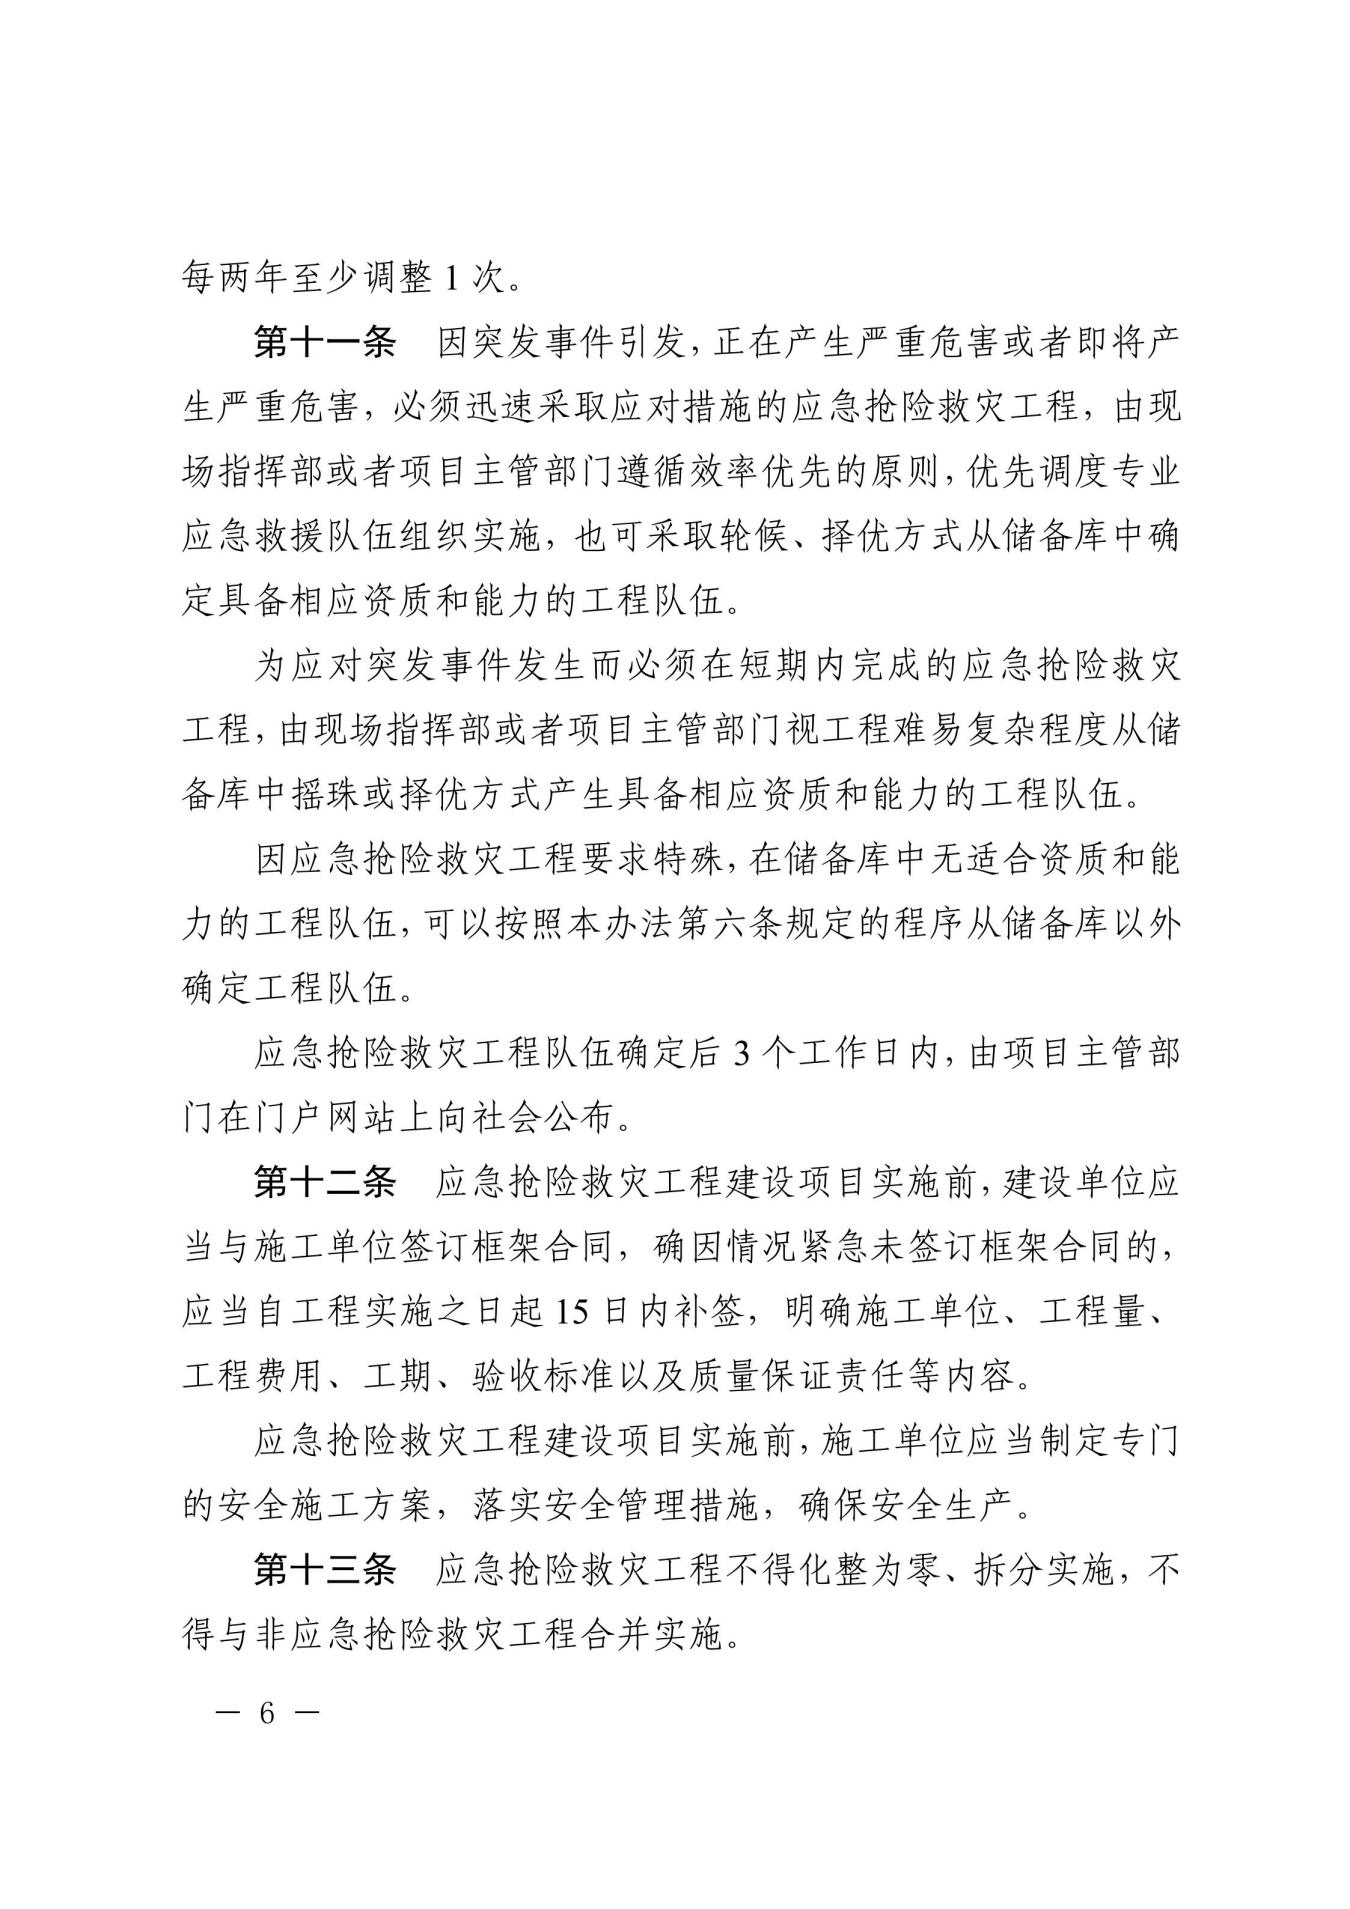 每两年至少调整 1 次。
第十一条　因突发事件引发，正在产生严重危害或者即将产
生严重危害，必须迅速采取应对措施的应急抢险救灾工程，由现
场指挥部或者项目主管部门遵循效率优先的原则，优先调度专业
应急救援队伍组织实施，也可采取轮候、择优方式从储备库中确
定具备相应资质和能力的工程队伍。
为应对突发事件发生而必须在短期内完成的应急抢险救灾
工程，由现场指挥部或者项目主管部门视工程难易复杂程度从储
备库中摇珠或择优方式产生具备相应资质和能力的工程队伍。
因应急抢险救灾工程要求特殊，在储备库中无适合资质和能
力的工程队伍，可以按照本办法第六条规定的程序从储备库以外
确定工程队伍。
应急抢险救灾工程队伍确定后 3 个工作日内，由项目主管部
门在门户网站上向社会公布。
第十二条　应急抢险救灾工程建设项目实施前，建设单位应
当与施工单位签订框架合同，确因情况紧急未签订框架合同的，
应当自工程实施之日起 15 日内补签，明确施工单位、工程量、
工程费用、工期、验收标准以及质量保证责任等内容。
应急抢险救灾工程建设项目实施前，施工单位应当制定专门
的安全施工方案，落实安全管理措施，确保安全生产。
第十三条　应急抢险救灾工程不得化整为零、拆分实施，不
得与非应急抢险救灾工程合并实施。
— 6 —